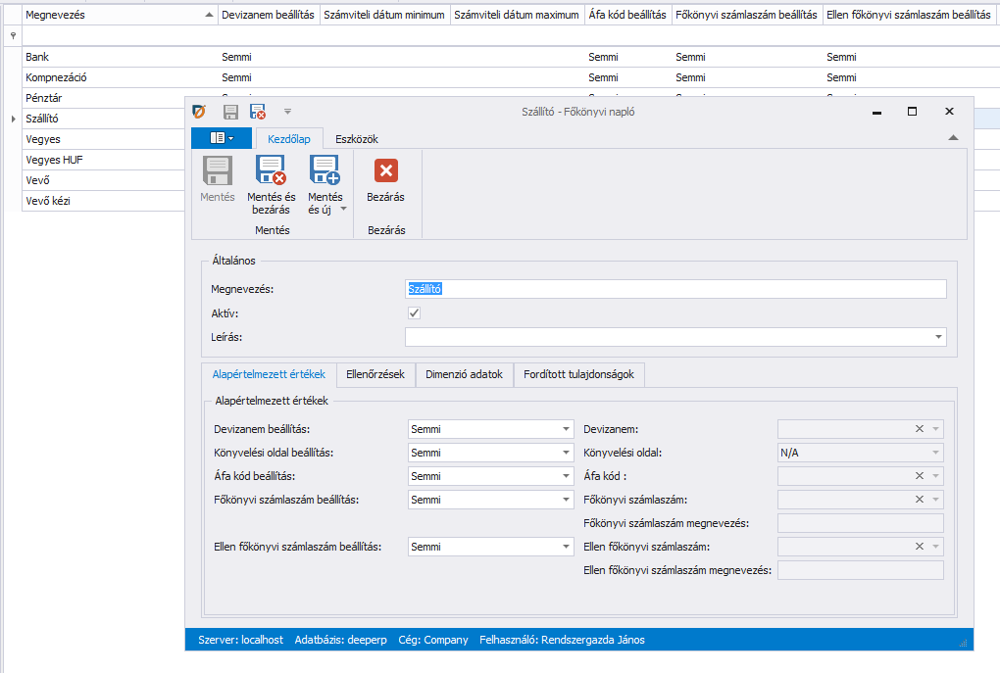 Megnevezés Devizanem beállítás Számviteli dátum minimum Számviteli dátum maximum Áfa kód beállítás Főkönyvi számlaszám beállítás Ellen főkönyvi számlaszám beállítás
Bank Semmi Semmi Semmi Semmi
Kompnezáció Semmi Semmi Semmi Semmi
Pénztár
Szállító
Vegyes
Vegyes HUF
Vevő
Vevő kézi
Szállító - Főkönyvi napló
Kezdőlap Eszközök
Mentés Mentés és bezárás Mentés és új Bezárás
Mentés Bezárás
Általános
Megnevezés: Szállító
Aktív:
Leírás:
Alapértelmezett értékek Ellenőrzések Dimenzió adatok Fordított tulajdonságok
Alapértelmezett értékek
Devizanem beállítás: Semmi Devizanem:
Könyvelési oldal beállítás: Semmi Könyvelési oldal: N/A
Áfa kód beállítás: Semmi Áfa kód :
Főkönyvi számlaszám beállítás: Semmi Főkönyvi számlaszám:
Főkönyvi számlaszám megnevezés:
Ellen főkönyvi számlaszám beállítás: Semmi Ellen főkönyvi számlaszám:
Ellen főkönyvi számlaszám megnevezés:
Szerver: localhost Adatbázis: deeperp Cég: Company Felhasználó: Rendszergazda János